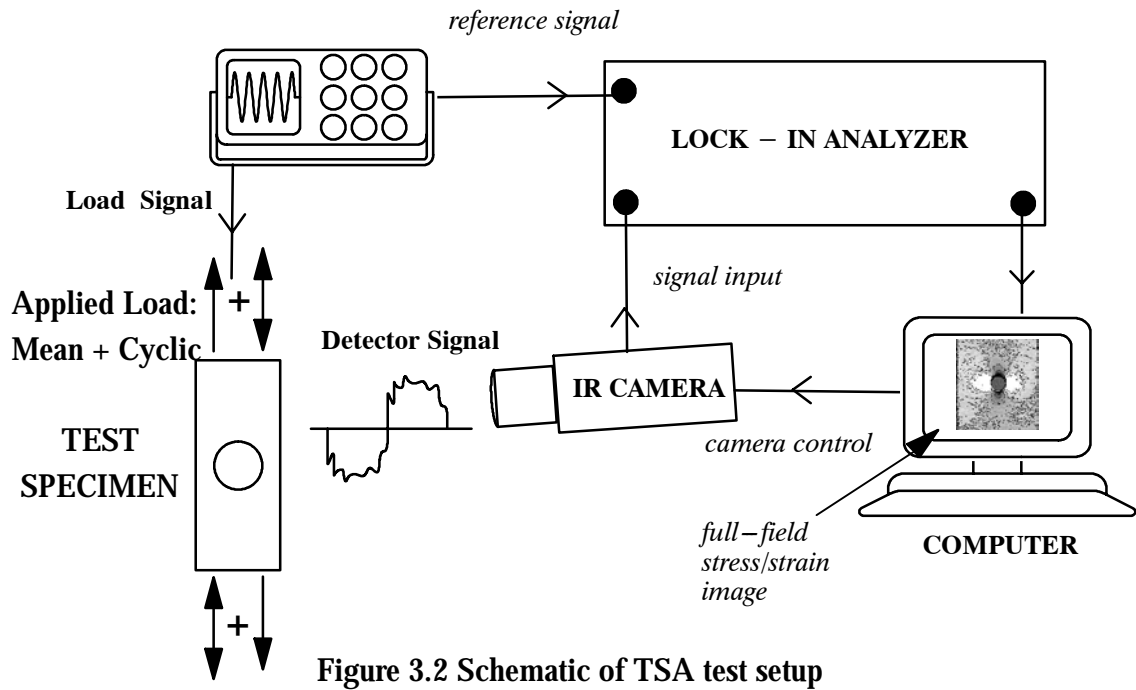 reference signal
LOCK – IN ANALYZER
Load Signal
signal input
Applied Load:
Mean + Cyclic
+
Detector Signal
IR CAMERA
camera control
TEST
SPECIMEN
full–field
stress/strain
image
COMPUTER
+
Figure 3.2 Schematic of TSA test setup